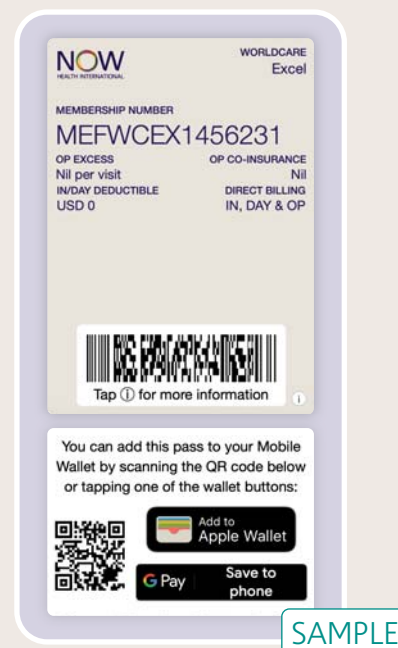 NOW
HEALTH INTERNATIONAL
WORLDCARE
Excel
MEMBERSHIP NUMBER
MEFWCEX1456231
OP EXCESS
OP CO-INSURANCE
Nil per visit
Nil
IN/DAY DEDUCTIBLE
DIRECT BILLING
USD 0
IN, DAY & OP
Tap ⓘ for more information
You can add this pass to your Mobile
Wallet by scanning the QR code below
or tapping one of the wallet buttons:
Add to
Apple Wallet
G Pay
Save to
phone
SAMPLE